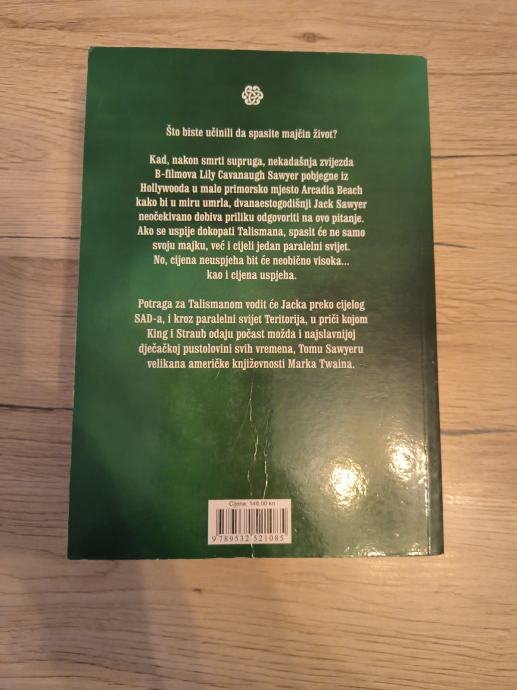 Što biste učinili da spasite majčin život?
Kad, nakon smrti supruga, nekadašnja zvijezda
B-filmova Lily Cavanaugh Sawyer pobjegne iz
Hollywooda u malo primorsko mjesto Arcadia Beach
kako bi u miru umrla, dvanaestogodišnji Jack Sawyer
neočekivano dobiva priliku odgovoriti na ovo pitanje.
Ako se uspije dokopati Talismana, spasit će ne samo
svoju majku, već i cijeli jedan paralelni svijet.
No, cijena neuspjeha bit će neobično visoka...
kao i cijena uspjeha.
Potraga za Talismanom vodit će Jacka preko cijelog
SAD-a, i kroz paralelni svijet Teritorija, u priči kojom
King i Straub odaju počast možda i najslavnijoj
dječačkoj pustolovini svih vremena, Tomu Sawyeru
velikana američke književnosti Marka Twaina.
Cijena: 148.00 kn
9 789532 521085